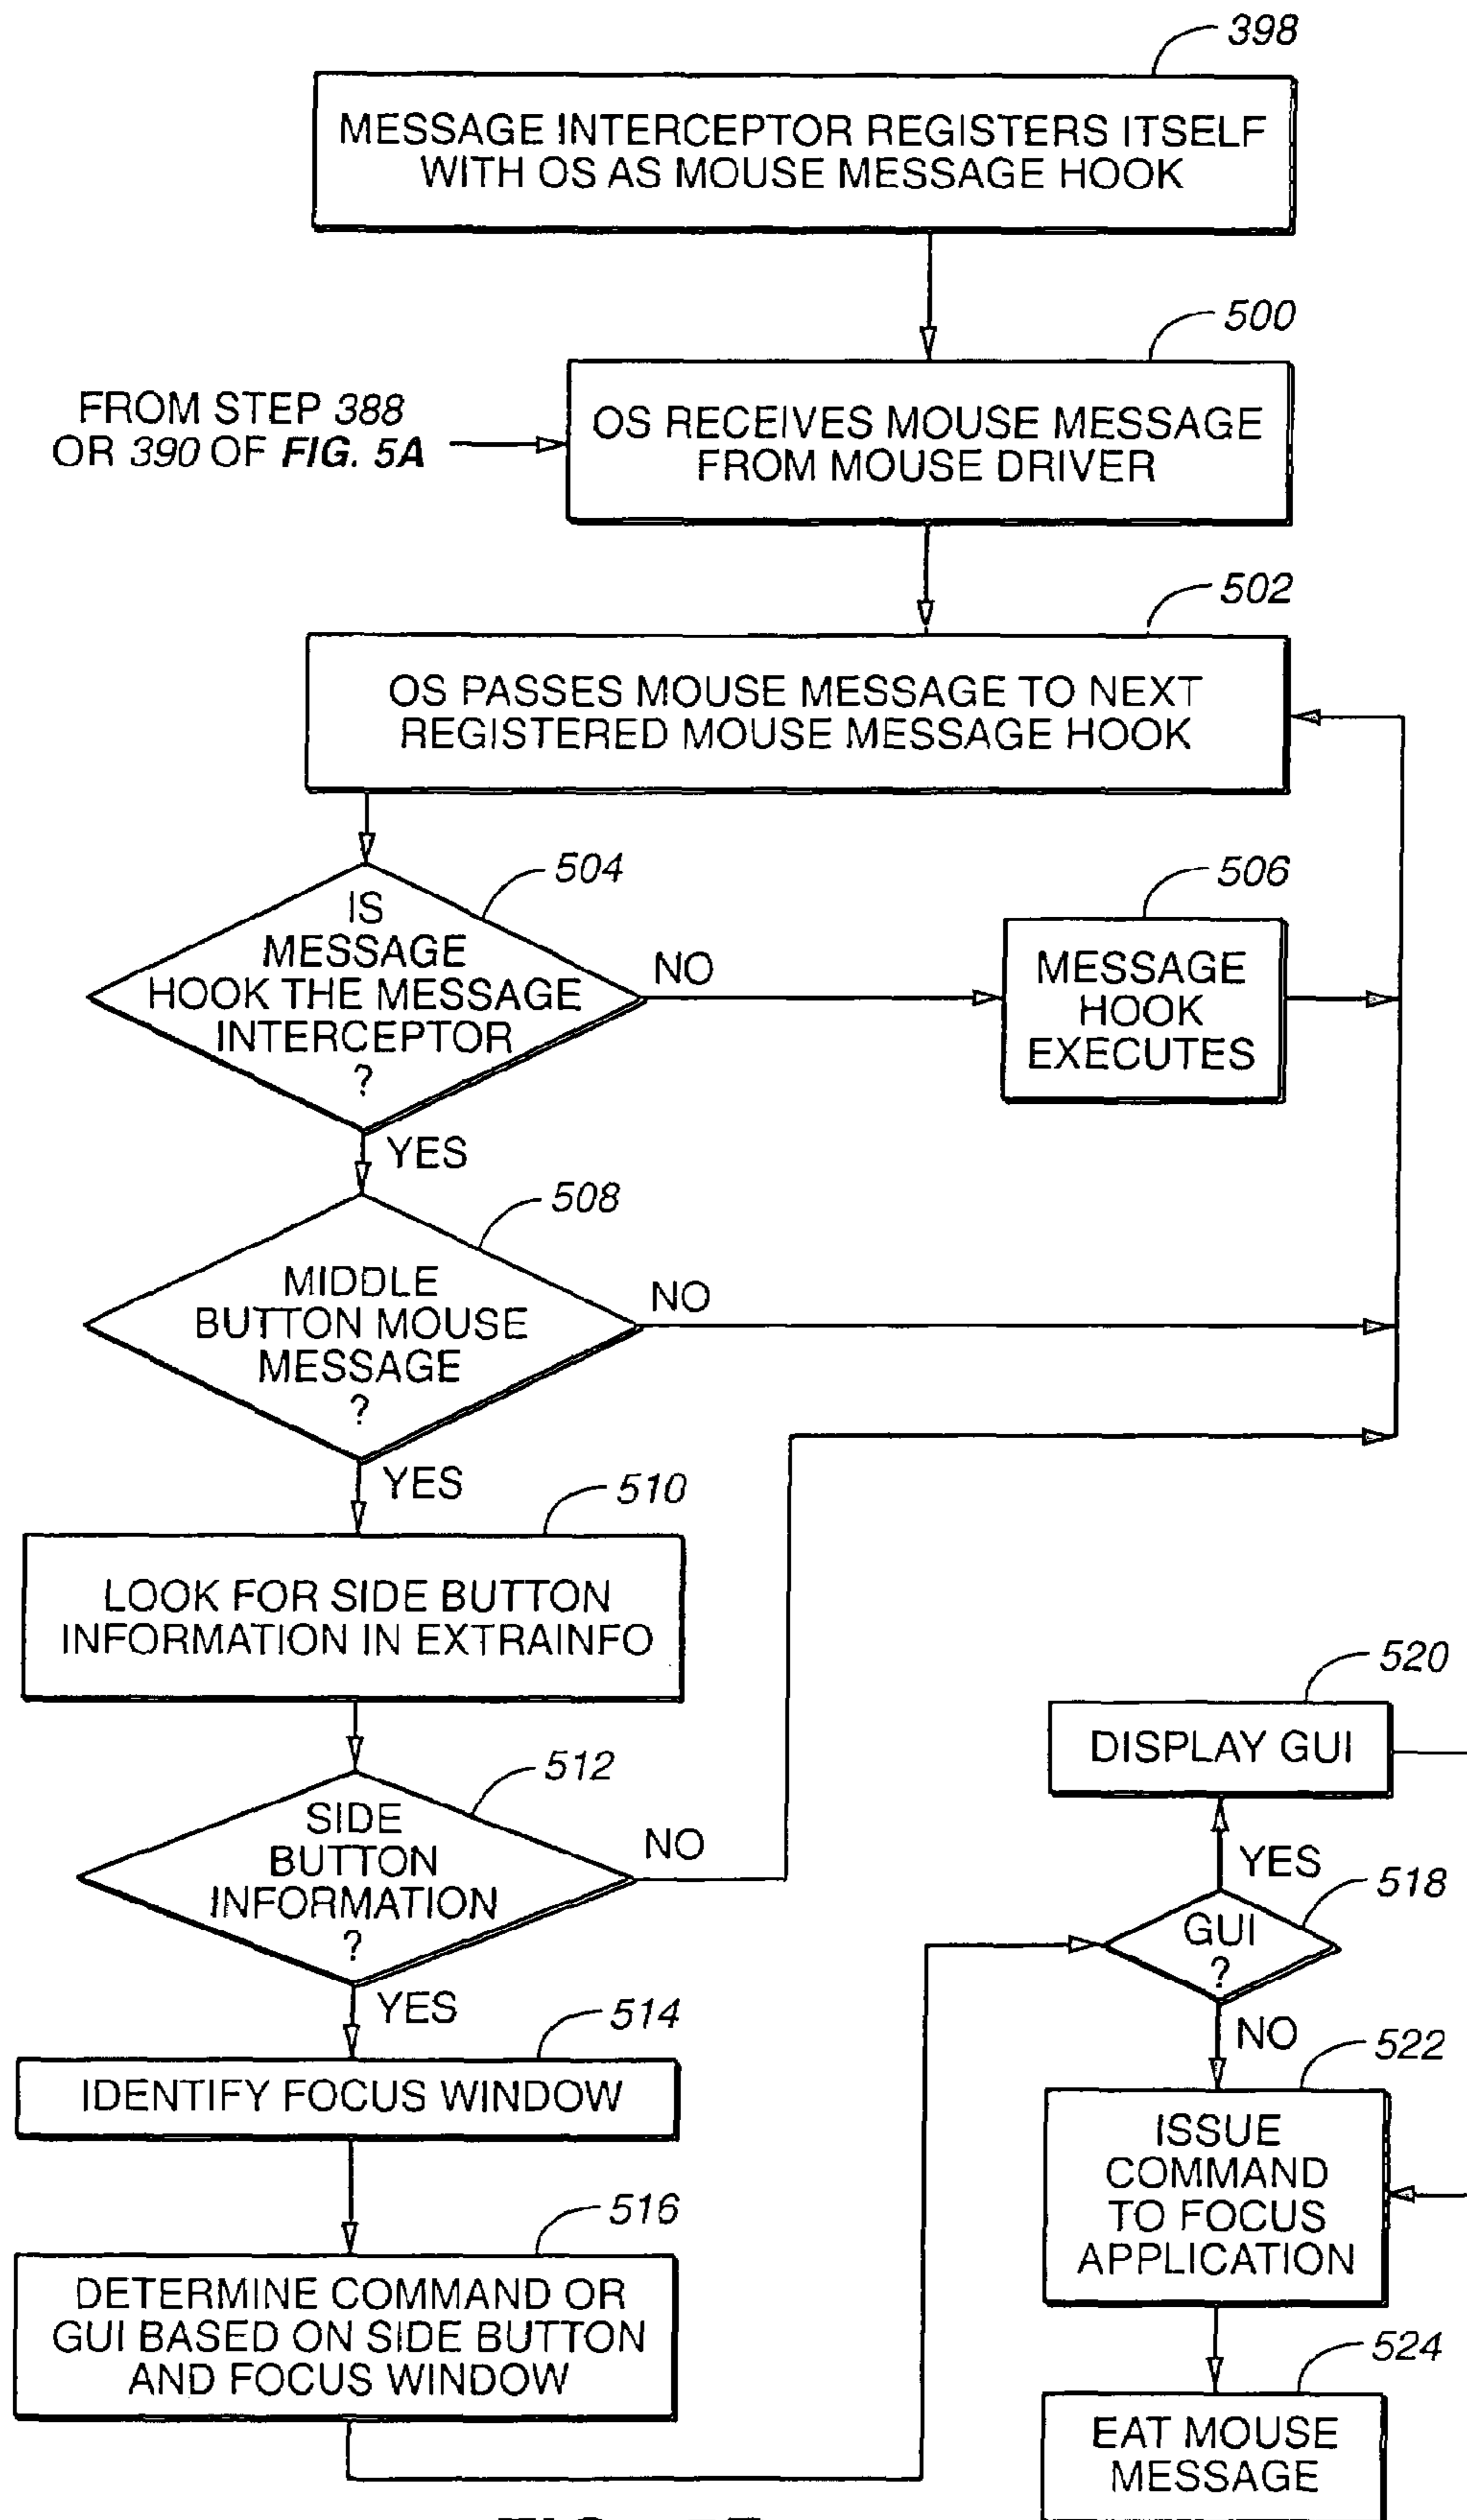 398
MESSAGE INTERCEPTOR REGISTERS ITSELF
WITH OS AS MOUSE MESSAGE HOOK
500
FROM STEP 388
OR 390 OF FIG. 5A
OS RECEIVES MOUSE MESSAGE
FROM MOUSE DRIVER
502
OS PASSES MOUSE MESSAGE TO NEXT
REGISTERED MOUSE MESSAGE HOOK
504
IS
MESSAGE
HOOK THE MESSAGE
INTERCEPTOR
?
NO
506
MESSAGE
HOOK
EXECUTES
YES
508
MIDDLE
BUTTON MOUSE
MESSAGE
?
NO
YES
510
LOOK FOR SIDE BUTTON
INFORMATION IN EXTRAINFO
512
SIDE
BUTTON
INFORMATION
?
NO
YES
514
IDENTIFY FOCUS WINDOW
516
DETERMINE COMMAND OR
GUI BASED ON SIDE BUTTON
AND FOCUS WINDOW
520
DISPLAY GUI
YES
518
GUI
?
NO
522
ISSUE
COMMAND
TO FOCUS
APPLICATION
524
EAT MOUSE
MESSAGE